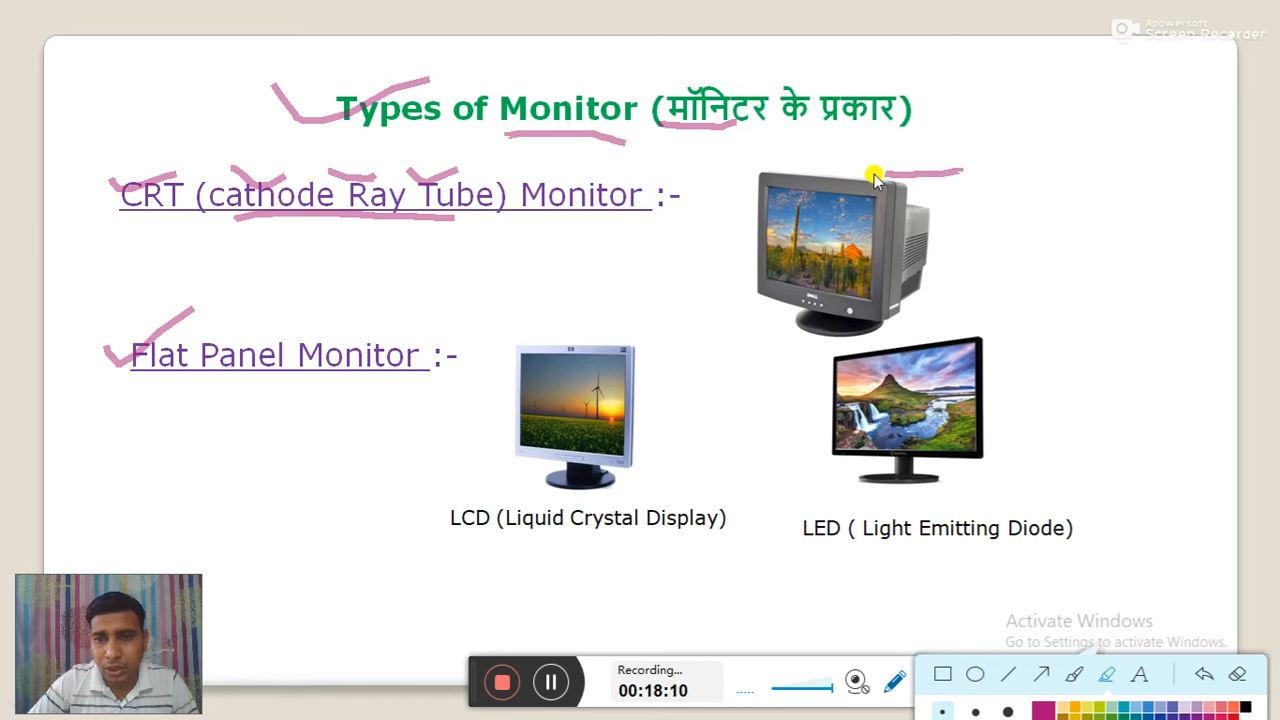 Apowersoft
Screen Recorder
Types of Monitor (मॉनिटर के प्रकार)
CRT (cathode Ray Tube) Monitor :-
DELL
Flat Panel Monitor :-
LCD (Liquid Crystal Display)
LED ( Light Emitting Diode)
Activate Windows
Go to Settings to activate Windows.
Recording...
00:18:10
A